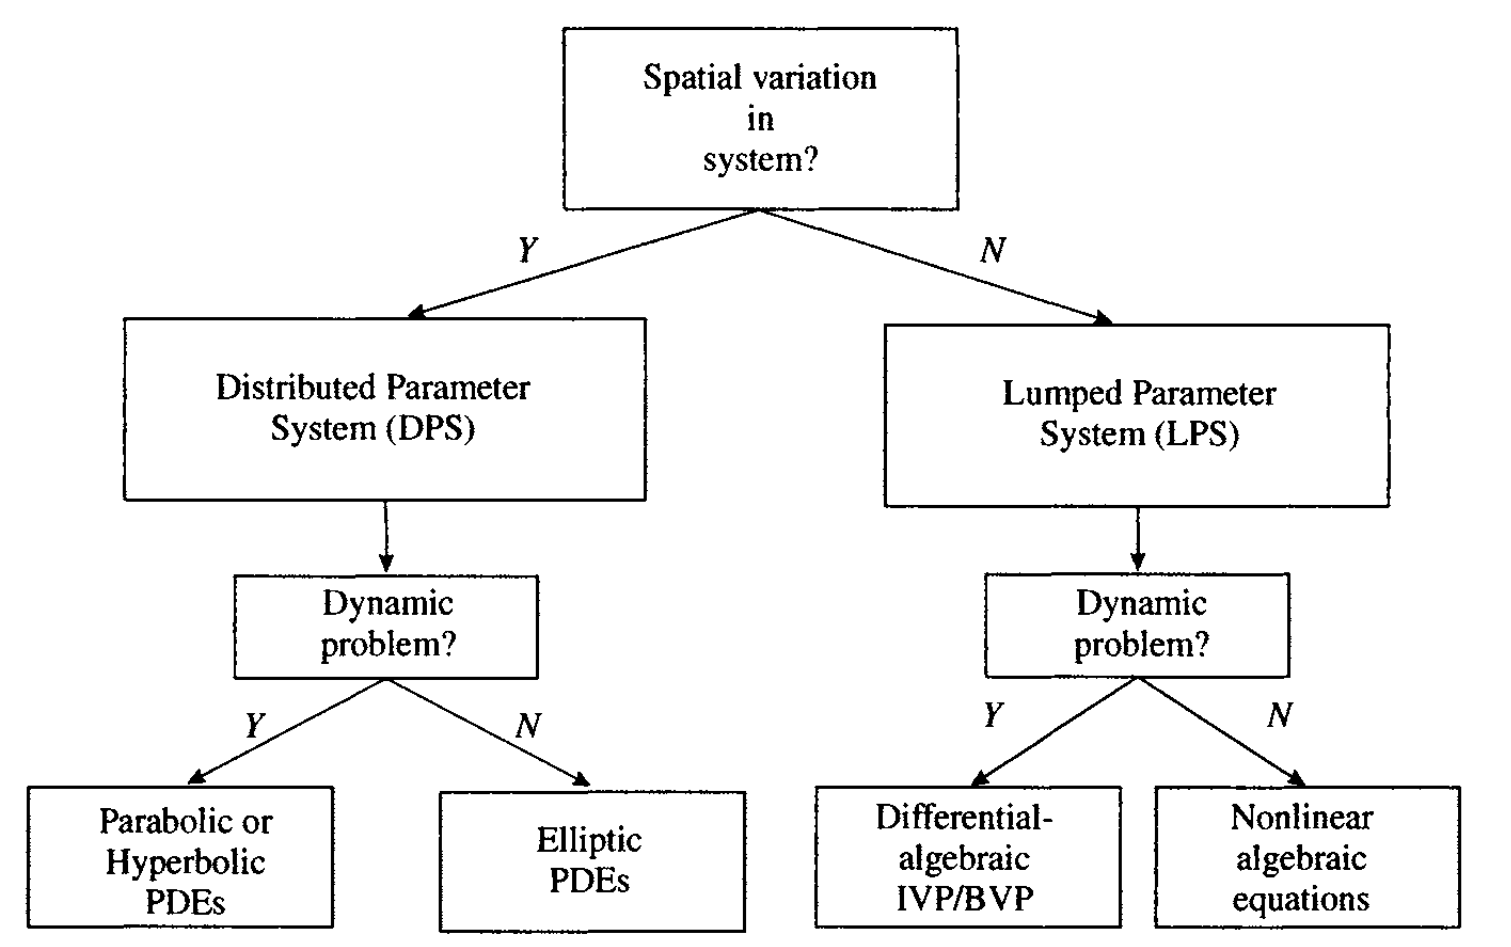 Spatial variation
in
system?
Y
N
Distributed Parameter
System (DPS)
Lumped Parameter
System (LPS)
Dynamic
problem?
Dynamic
problem?
Y
N
Y
N
Parabolic or
Hyperbolic
PDEs
Elliptic
PDEs
Differential-
algebraic
IVP/BVP
Nonlinear
algebraic
equations